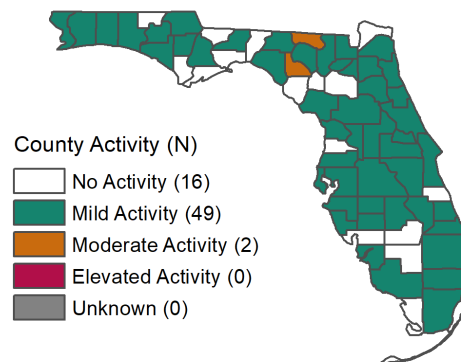 County Activity (N)
No Activity (16)
Mild Activity (49)
Moderate Activity (2)
Elevated Activity (0)
Unknown (0)